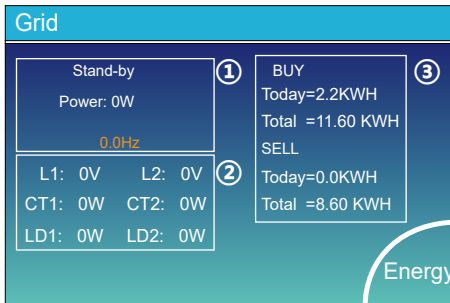 Grid
Stand-by
Power: 0W
0.0Hz
①
L1: 0V L2: 0V
CT1: 0W CT2: 0W
LD1: 0W LD2: 0W
②
BUY
Today=2.2KWH
Total =11.60 KWH
SELL
Today=0.0KWH
Total =8.60 KWH
③
Energy